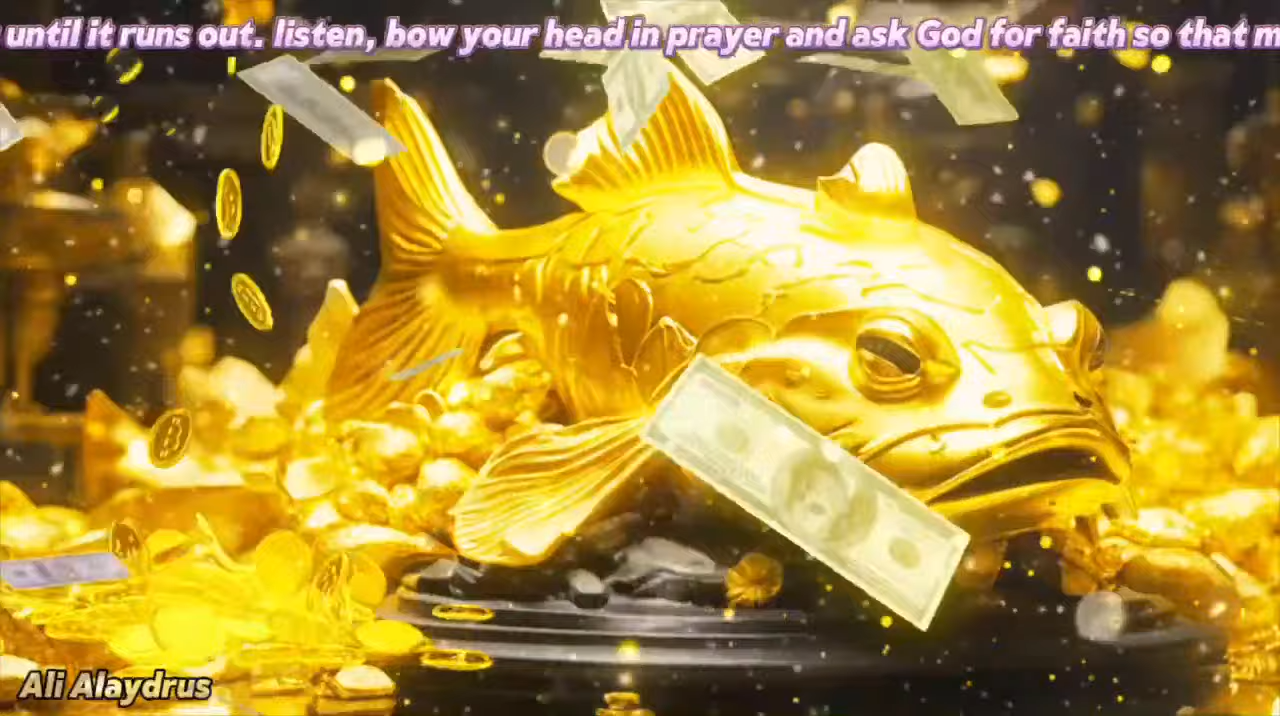 until it runs out. listen, bow your head in prayer and ask God for faith so that m
Ali Alaydrus